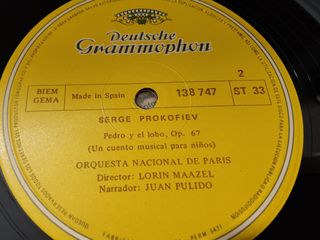 Deutsche
Grammophon
BIEM
GEMA
Made in Spain
138 747
2
ST 33
SERGE PROKOFIEV
Pedro y el lobo, Op. 67
(Un cuento musical para niños)
ORQUESTA NACIONAL DE PARIS
Director: LORIN MAAZEL
Narrador: JUAN PULIDO